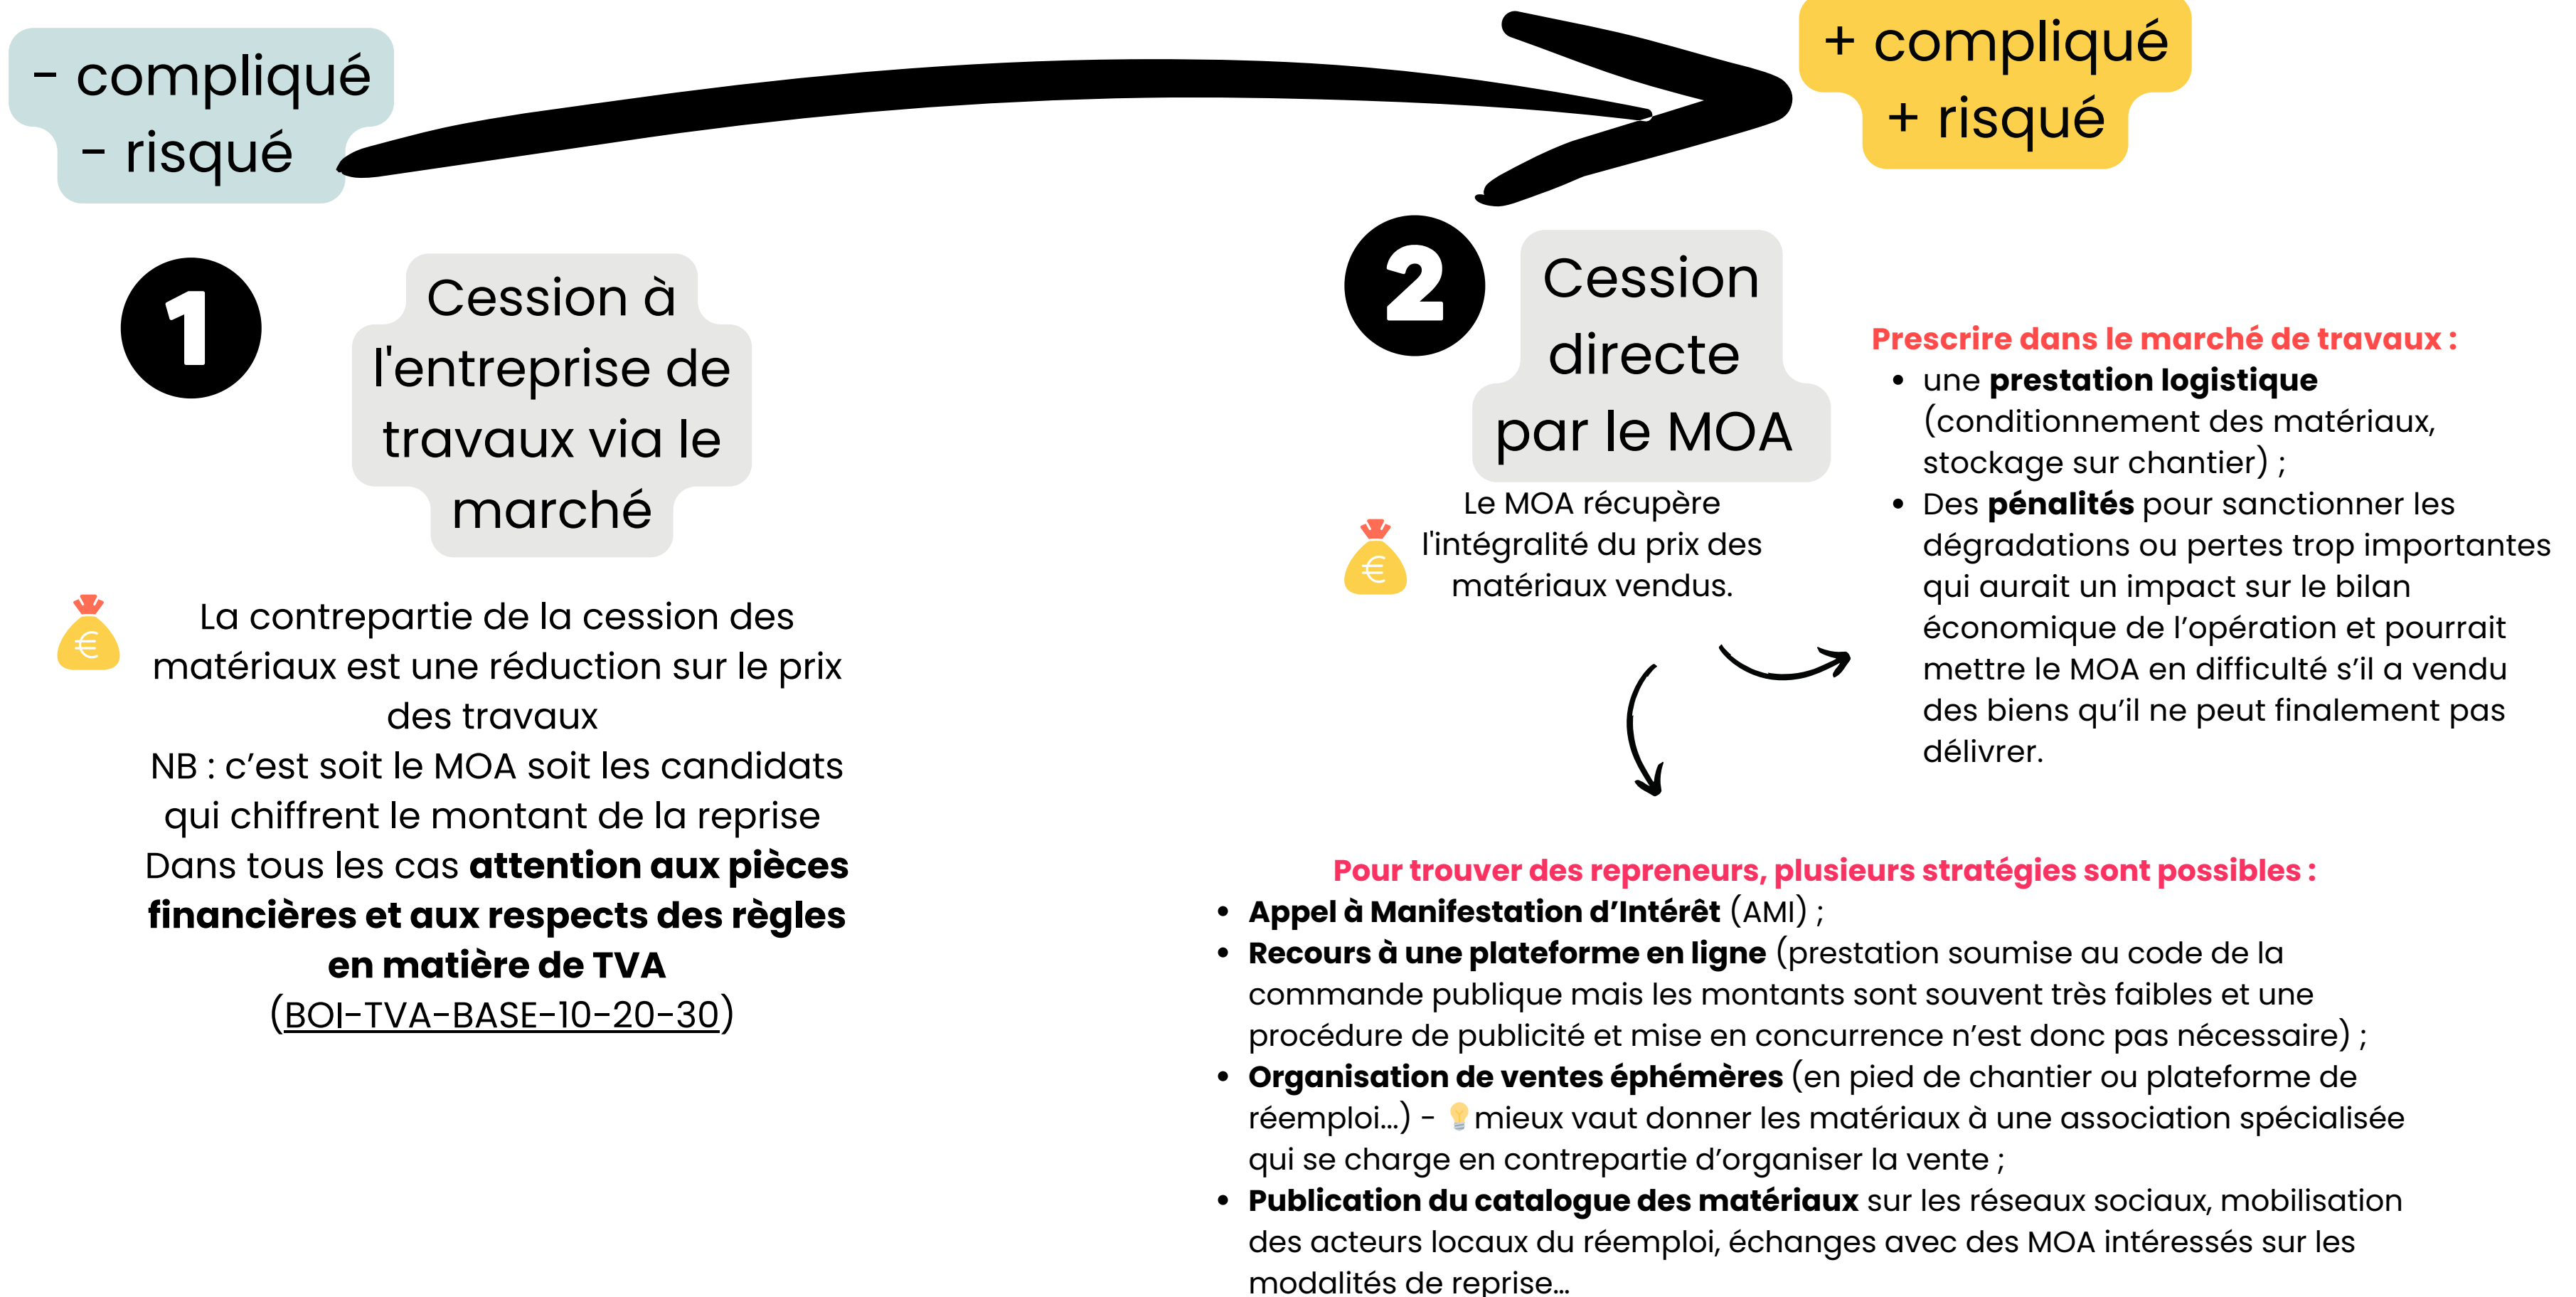 - compliqué
- risqué
+ compliqué
+ risqué
1
Cession à
l'entreprise de
travaux via le
marché
€
La contrepartie de la cession des
matériaux est une réduction sur le prix
des travaux
NB : c’est soit le MOA soit les candidats
qui chiffrent le montant de la reprise
Dans tous les cas attention aux pièces
financières et aux respects des règles
en matière de TVA
(BOI-TVA-BASE-10-20-30)
2
Cession
directe
par le MOA
€
Le MOA récupère
l'intégralité du prix des
matériaux vendus.
Prescrire dans le marché de travaux :
• une prestation logistique
(conditionnement des matériaux,
stockage sur chantier) ;
• Des pénalités pour sanctionner les
dégradations ou pertes trop importantes
qui aurait un impact sur le bilan
économique de l’opération et pourrait
mettre le MOA en difficulté s’il a vendu
des biens qu’il ne peut finalement pas
délivrer.
Pour trouver des repreneurs, plusieurs stratégies sont possibles :
• Appel à Manifestation d’Intérêt (AMI) ;
• Recours à une plateforme en ligne (prestation soumise au code de la
commande publique mais les montants sont souvent très faibles et une
procédure de publicité et mise en concurrence n’est donc pas nécessaire) ;
• Organisation de ventes éphémères (en pied de chantier ou plateforme de
réemploi...) - 💡mieux vaut donner les matériaux à une association spécialisée
qui se charge en contrepartie d’organiser la vente ;
• Publication du catalogue des matériaux sur les réseaux sociaux, mobilisation
des acteurs locaux du réemploi, échanges avec des MOA intéressés sur les
modalités de reprise...